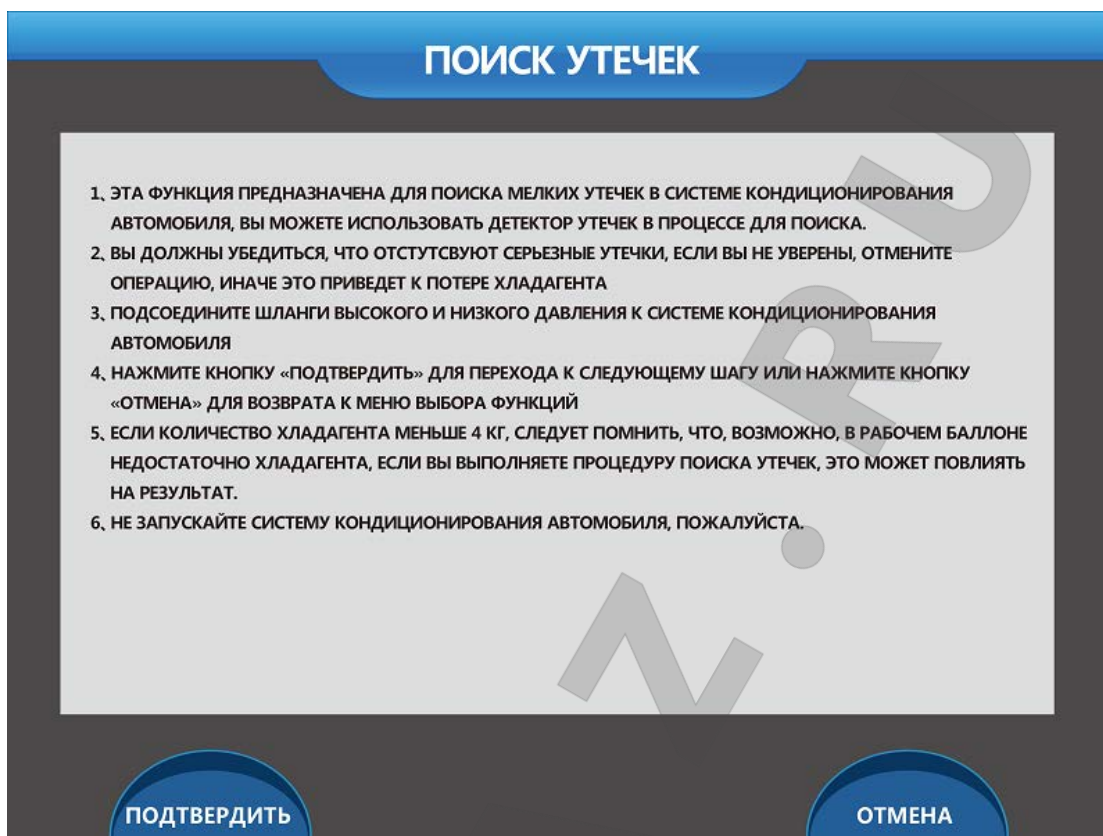 ПОИСК УТЕЧЕК
1、ЭТА ФУНКЦИЯ ПРЕДНАЗНАЧЕНА ДЛЯ ПОИСКА МЕЛКИХ УТЕЧЕК В СИСТЕМЕ КОНДИЦИОНИРОВАНИЯ
АВТОМОБИЛЯ, ВЫ МОЖЕТЕ ИСПОЛЬЗОВАТЬ ДЕТЕКТОР УТЕЧЕК В ПРОЦЕССЕ ДЛЯ ПОИСКА.
2、ВЫ ДОЛЖНЫ УБЕДИТЬСЯ, ЧТО ОТСТУТСВУЮТ СЕРЬЕЗНЫЕ УТЕЧКИ, ЕСЛИ ВЫ НЕ УВЕРЕНЫ, ОТМЕНИТЕ
ОПЕРАЦИЮ, ИНАЧЕ ЭТО ПРИВЕДЕТ К ПОТЕРЕ ХЛАДАГЕНТА
3、ПОДСОЕДИНИТЕ ШЛАНГИ ВЫСОКОГО И НИЗКОГО ДАВЛЕНИЯ К СИСТЕМЕ КОНДИЦИОНИРОВАНИЯ
АВТОМОБИЛЯ
4、НАЖМИТЕ КНОПКУ «ПОДТВЕРДИТЬ» ДЛЯ ПЕРЕХОДА К СЛЕДУЮЩЕМУ ШАГУ ИЛИ НАЖМИТЕ КНОПКУ
«ОТМЕНА» ДЛЯ ВОЗВРАТА К МЕНЮ ВЫБОРА ФУНКЦИЙ
5、ЕСЛИ КОЛИЧЕСТВО ХЛАДАГЕНТА МЕНЬШЕ 4 КГ, СЛЕДУЕТ ПОМНИТЬ, ЧТО, ВОЗМОЖНО, В РАБОЧЕМ БАЛЛОНЕ
НЕДОСТАТОЧНО ХЛАДАГЕНТА, ЕСЛИ ВЫ ВЫПОЛНЯЕТЕ ПРОЦЕДУРУ ПОИСКА УТЕЧЕК, ЭТО МОЖЕТ ПОВЛИЯТЬ
НА РЕЗУЛЬТАТ.
6、НЕ ЗАПУСКАЙТЕ СИСТЕМУ КОНДИЦИОНИРОВАНИЯ АВТОМОБИЛЯ, ПОЖАЛУЙСТА.
Z.RU
ПОДТВЕРДИТЬ
ОТМЕНА